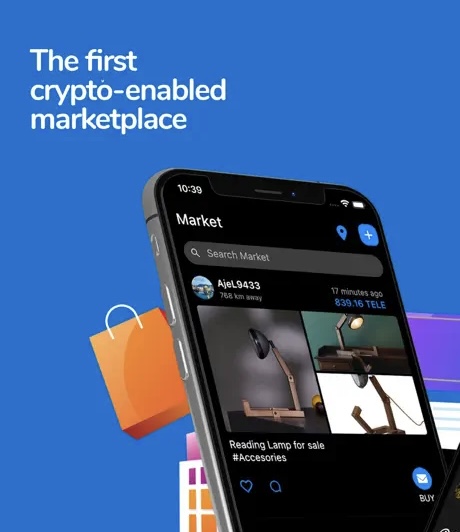 The first
crypto-enabled
marketplace
10:39
Market
Search Market
AjeL9433
17 minutes ago
768 km away
839.16 TELE
Reading Lamp for sale
#Accesories
BUY